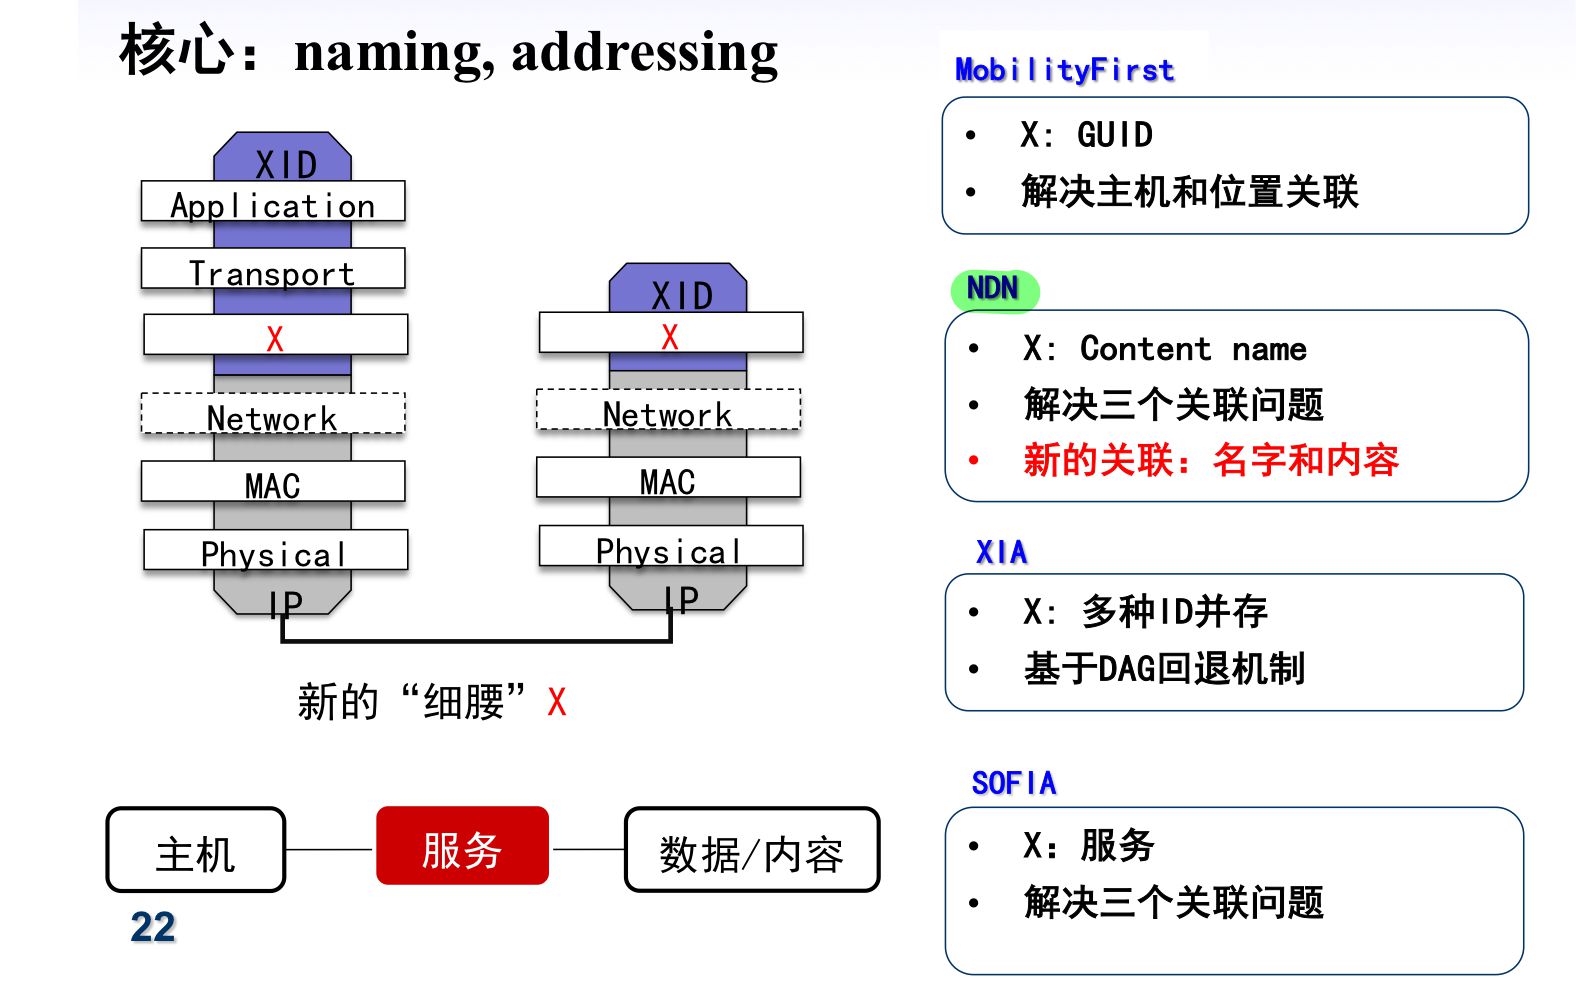 核心：naming, addressing
XID
Application
Transport
X
Network
MAC
Physical
IP
XID
X
Network
MAC
Physical
IP
新的“细腰”X
主机
服务
数据/内容
22
MobilityFirst
• X: GUID
• 解决主机和位置关联
NDN
• X: Content name
• 解决三个关联问题
• 新的关联：名字和内容
XIA
• X: 多种ID并存
• 基于DAG回退机制
SOFIA
• X：服务
• 解决三个关联问题